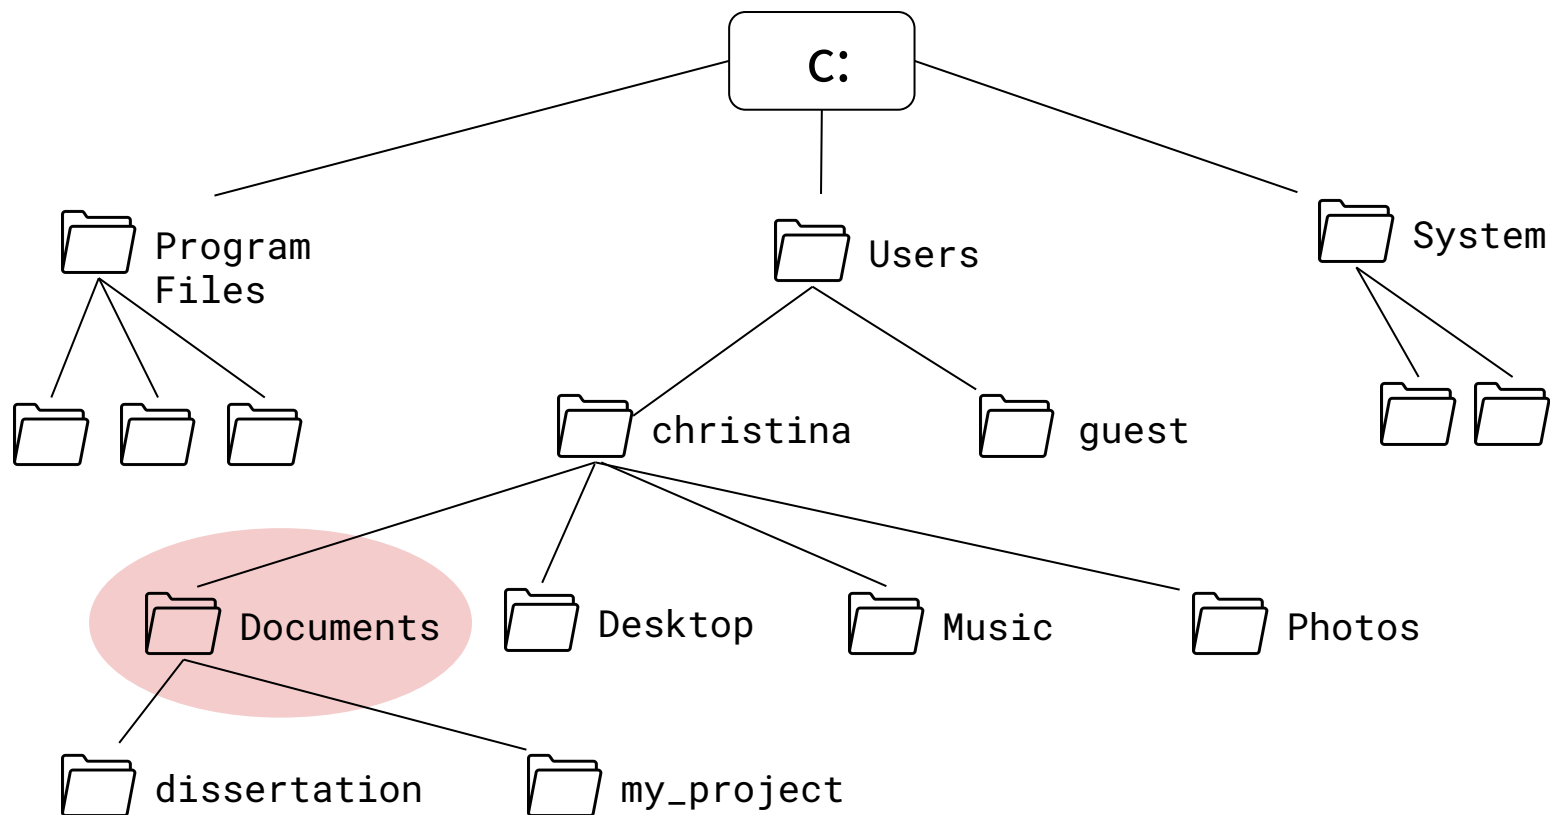 C:
Program
Files
Users
System
christina
guest
Documents
Desktop
Music
Photos
dissertation
my_project